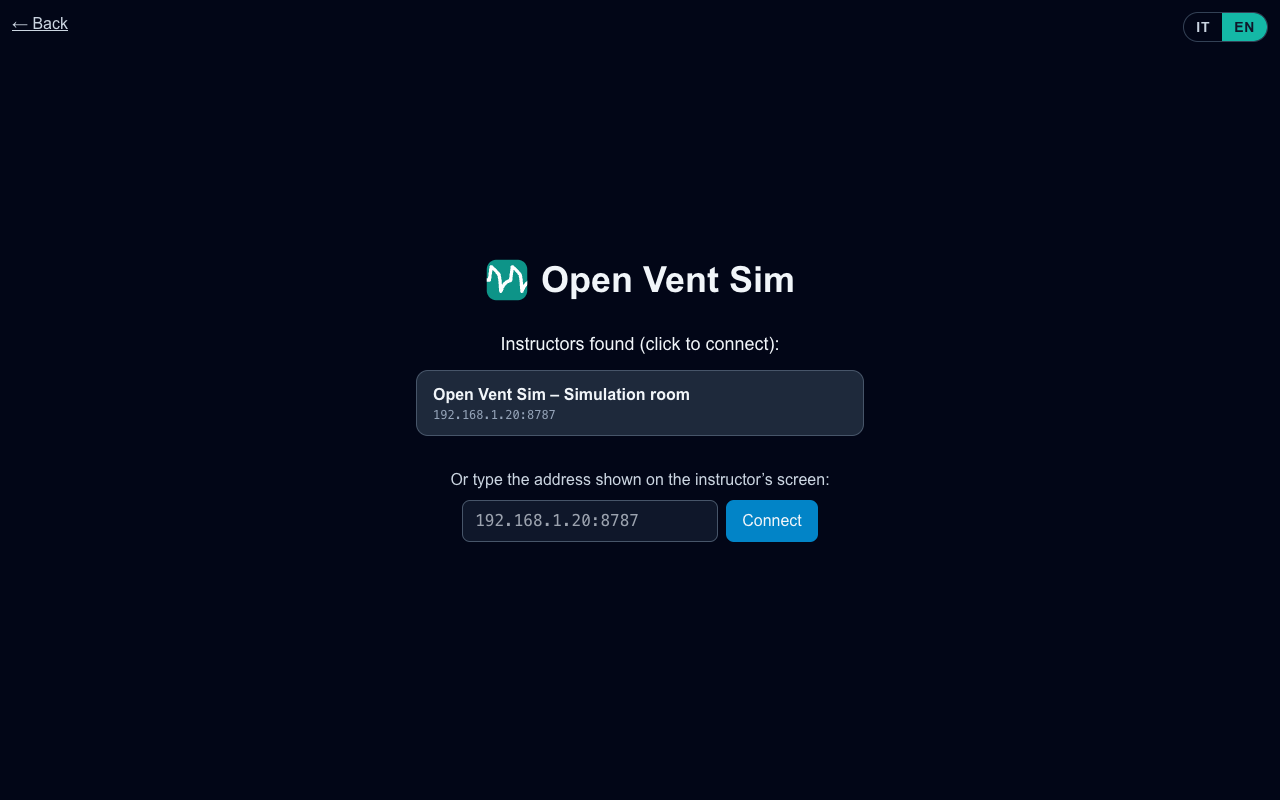 ← Back
IT EN
Open Vent Sim
Instructors found (click to connect):
Open Vent Sim – Simulation room
192.168.1.20:8787
Or type the address shown on the instructor’s screen:
192.168.1.20:8787
Connect